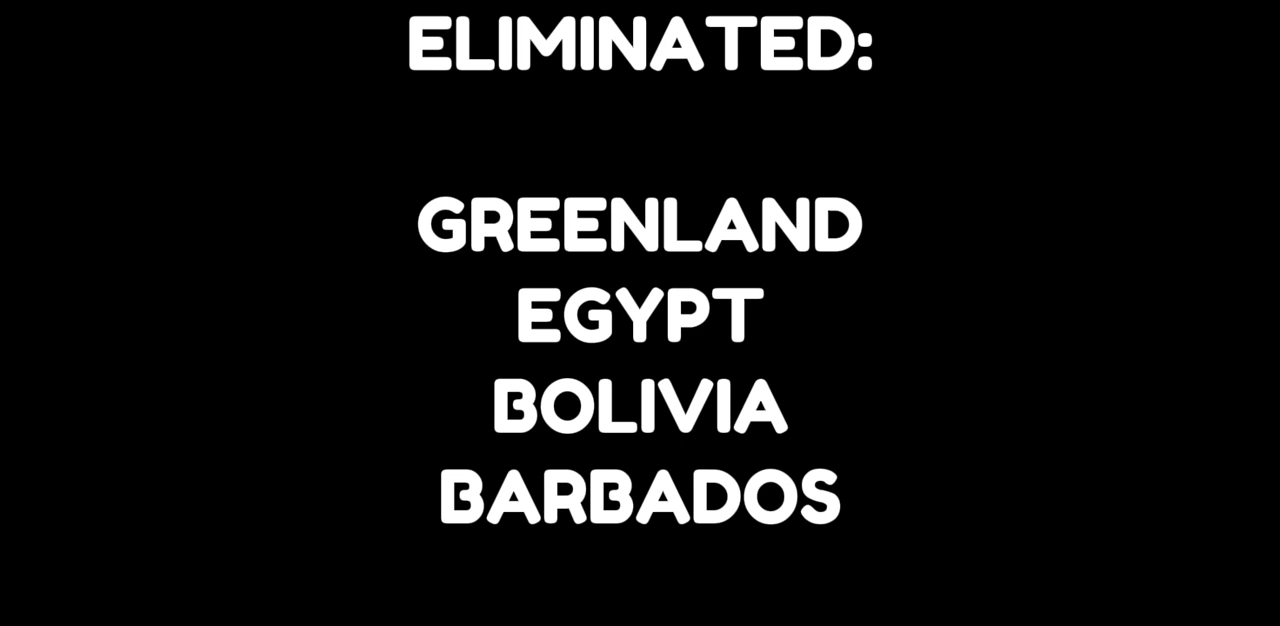 ELIMINATED:
GREENLAND
EGYPT
BOLIVIA
BARBADOS